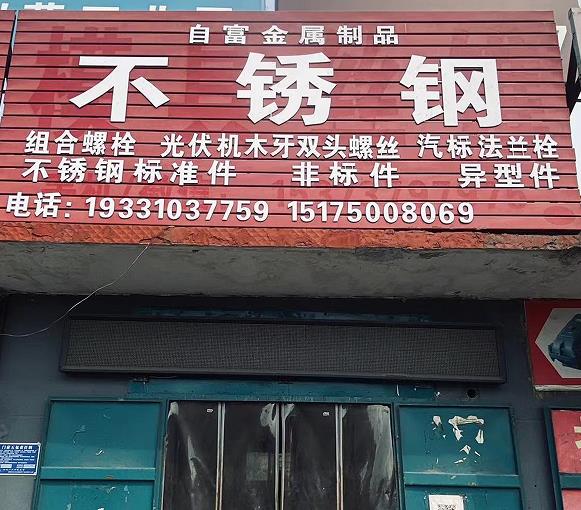 自富金属制品
不锈钢
组合螺栓 光伏机木牙双头螺丝 汽标法兰栓
不锈钢标准件 非标件 异型件
电话: 19331037759 15175008069